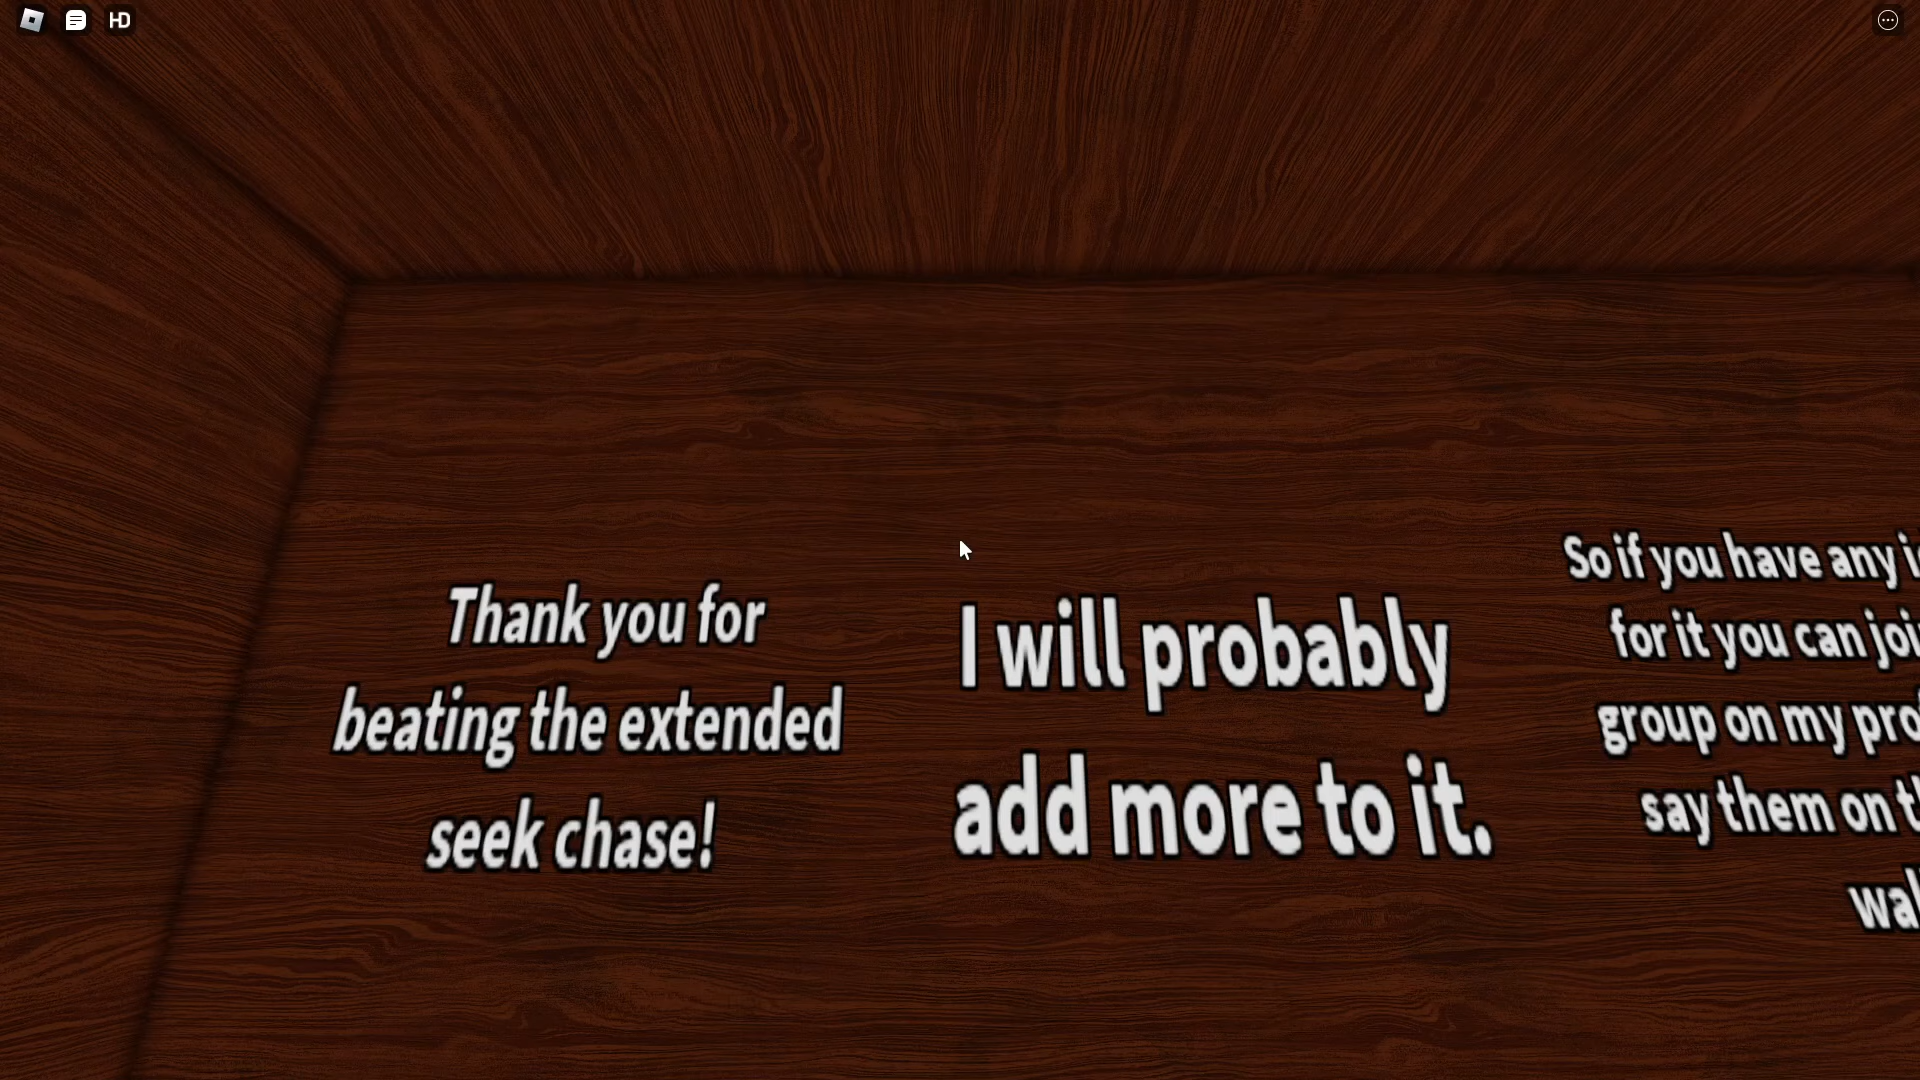 HD
Thank you for
beating the extended
seek chase!
I will probably
add more to it.
So if you have any
for it you can
group on my
say them on